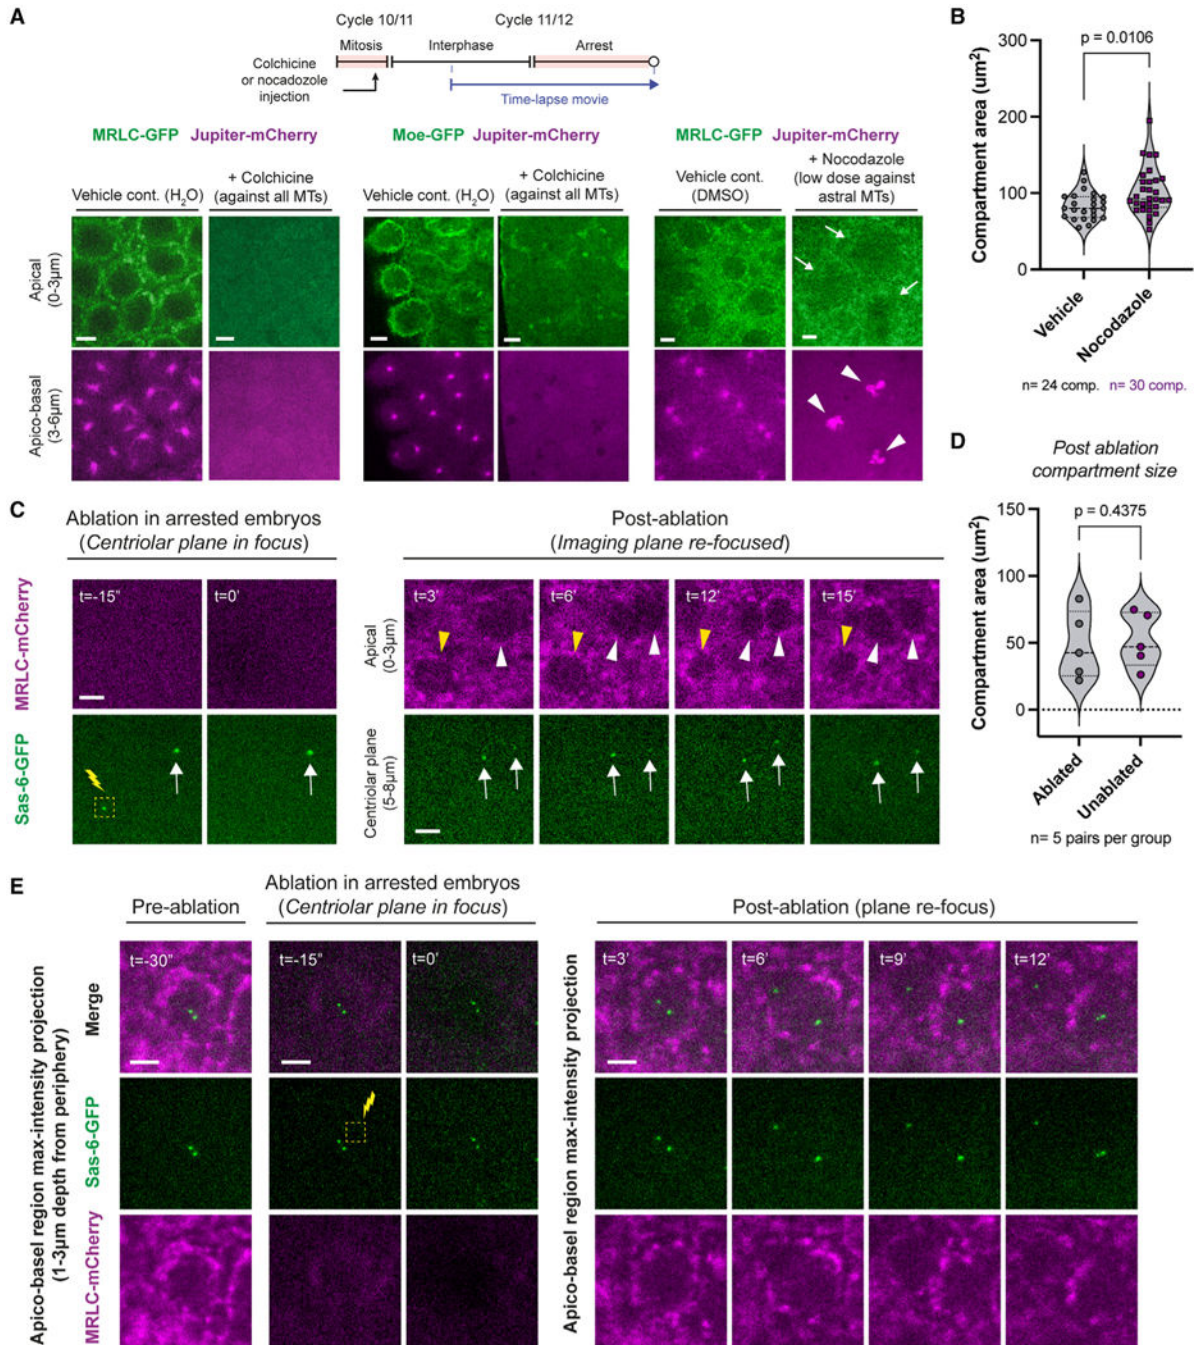 A
Cycle 10/11
Cycle 11/12
Mitosis
Interphase
Arrest
Colchicine
or nocadozole
injection
Time-lapse movie
MRLC-GFP Jupiter-mCherry
Moe-GFP Jupiter-mCherry
MRLC-GFP Jupiter-mCherry
Vehicle cont. (H2O)
+ Colchicine
(against all MTs)
Vehicle cont. (H2O)
+ Colchicine
(against all MTs)
Vehicle cont.
(DMSO)
+ Nocodazole
(low dose against
astral MTs)
Apical
(0-3μm)
Apico-basal
(3-6μm)
B
p = 0.0106
Compartment area (um2)
300
200
100
0
Vehicle
Nocodazole
n= 24 comp. n= 30 comp.
C
Ablation in arrested embryos
(Centriolar plane in focus)
Post-ablation
(Imaging plane re-focused)
MRLC-mCherry
Sas-6-GFP
t=-15"
t=0'
Apical
(0-3μm)
Centriolar plane
(5-8μm)
t=3'
t=6'
t=12'
t=15'
D
Post ablation
compartment size
p = 0.4375
Compartment area (um2)
150
100
50
0
Ablated
Unablated
n= 5 pairs per group
E
Pre-ablation
Ablation in arrested embryos
(Centriolar plane in focus)
Post-ablation (plane re-focus)
Apico-basel region max-intensity projection
(1-3μm depth from periphery)
Merge
Sas-6-GFP
MRLC-mCherry
t=-30"
t=-15"
t=0'
Apico-basel region max-intensity projection
t=3'
t=6'
t=9'
t=12'